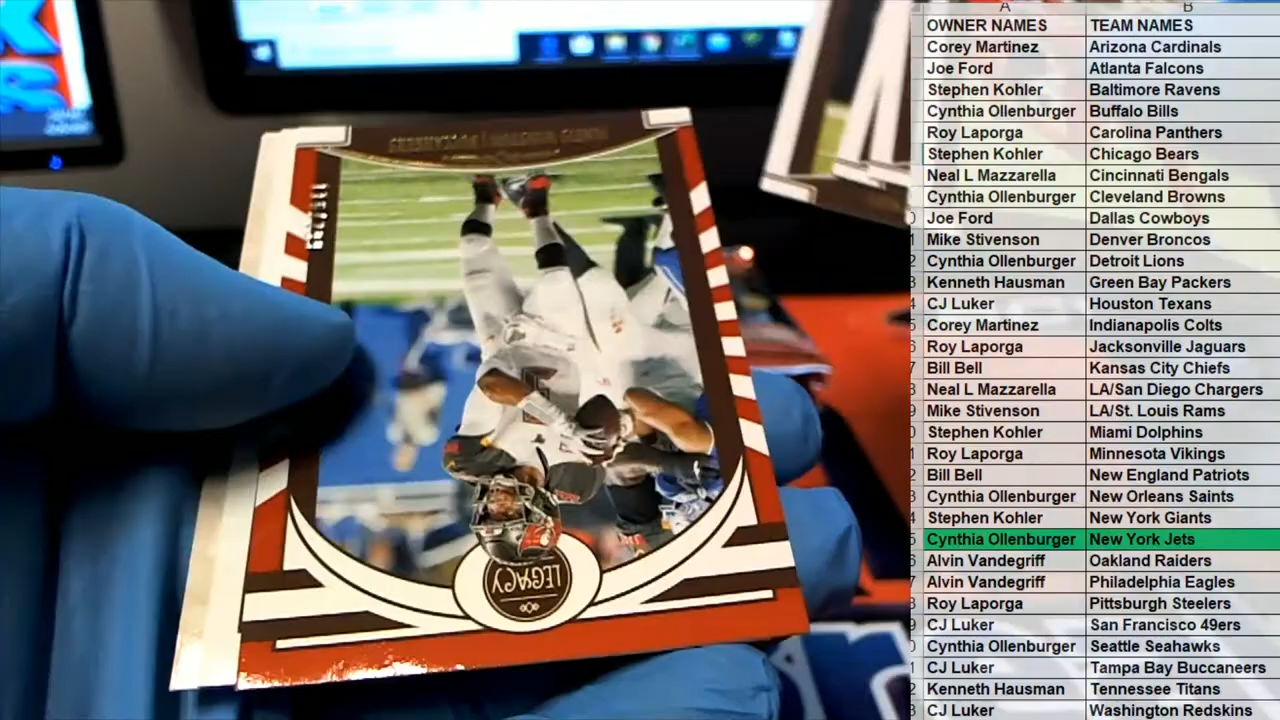 A B
OWNER NAMES TEAM NAMES
Corey Martinez Arizona Cardinals
Joe Ford Atlanta Falcons
Stephen Kohler Baltimore Ravens
Cynthia Ollenburger Buffalo Bills
Roy Laporga Carolina Panthers
Stephen Kohler Chicago Bears
Neal L Mazzarella Cincinnati Bengals
Cynthia Ollenburger Cleveland Browns
Joe Ford Dallas Cowboys
Mike Stivenson Denver Broncos
Cynthia Ollenburger Detroit Lions
Kenneth Hausman Green Bay Packers
CJ Luker Houston Texans
Corey Martinez Indianapolis Colts
Roy Laporga Jacksonville Jaguars
Bill Bell Kansas City Chiefs
Neal L Mazzarella LA/San Diego Chargers
Mike Stivenson LA/St. Louis Rams
Stephen Kohler Miami Dolphins
Roy Laporga Minnesota Vikings
Bill Bell New England Patriots
Cynthia Ollenburger New Orleans Saints
Stephen Kohler New York Giants
Cynthia Ollenburger New York Jets
Alvin Vandegriff Oakland Raiders
Alvin Vandegriff Philadelphia Eagles
Roy Laporga Pittsburgh Steelers
CJ Luker San Francisco 49ers
Cynthia Ollenburger Seattle Seahawks
CJ Luker Tampa Bay Buccaneers
Kenneth Hausman Tennessee Titans
CJ Luker Washington Redskins
LEGACY